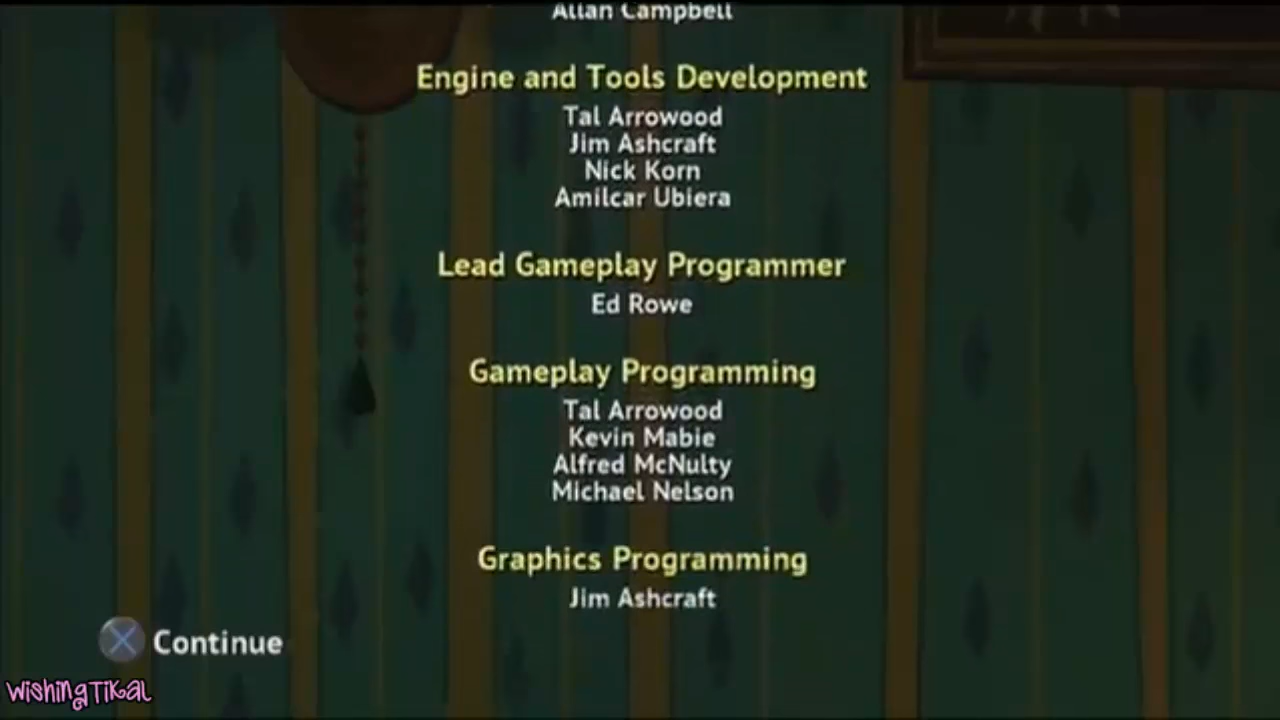 Allan Campbell
Engine and Tools Development
Tal Arrowood
Jim Ashcraft
Nick Korn
Amilcar Ubiera
Lead Gameplay Programmer
Ed Rowe
Gameplay Programming
Tal Arrowood
Kevin Mabie
Alfred McNulty
Michael Nelson
Graphics Programming
Jim Ashcraft
Continue
WishingTikal